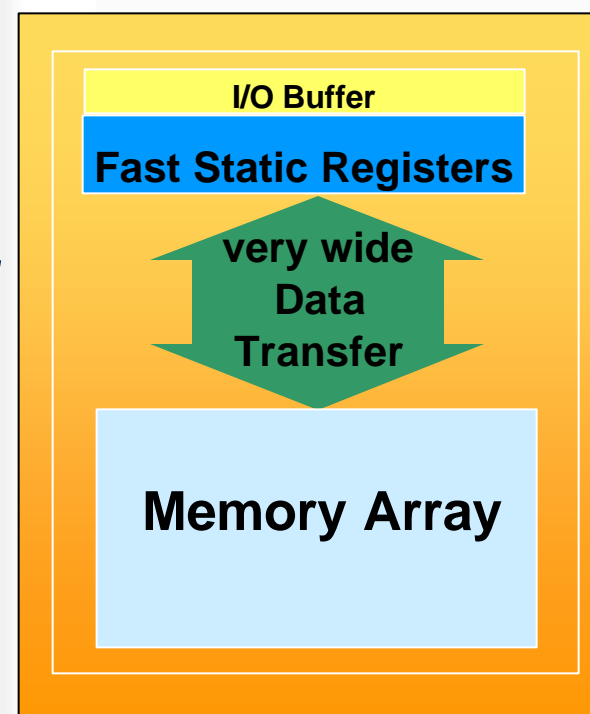 I/O Buffer
Fast Static Registers
very wide
Data
Transfer
Memory Array